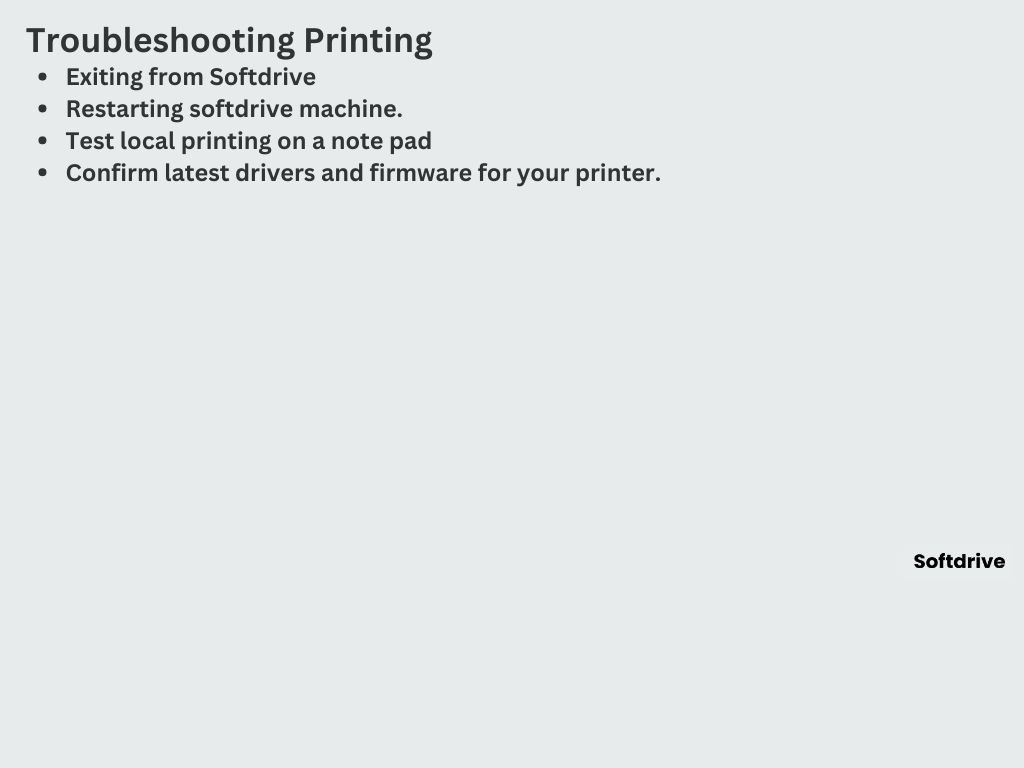 Troubleshooting Printing
• Exiting from Softdrive
• Restarting softdrive machine.
• Test local printing on a note pad
• Confirm latest drivers and firmware for your printer.
Softdrive